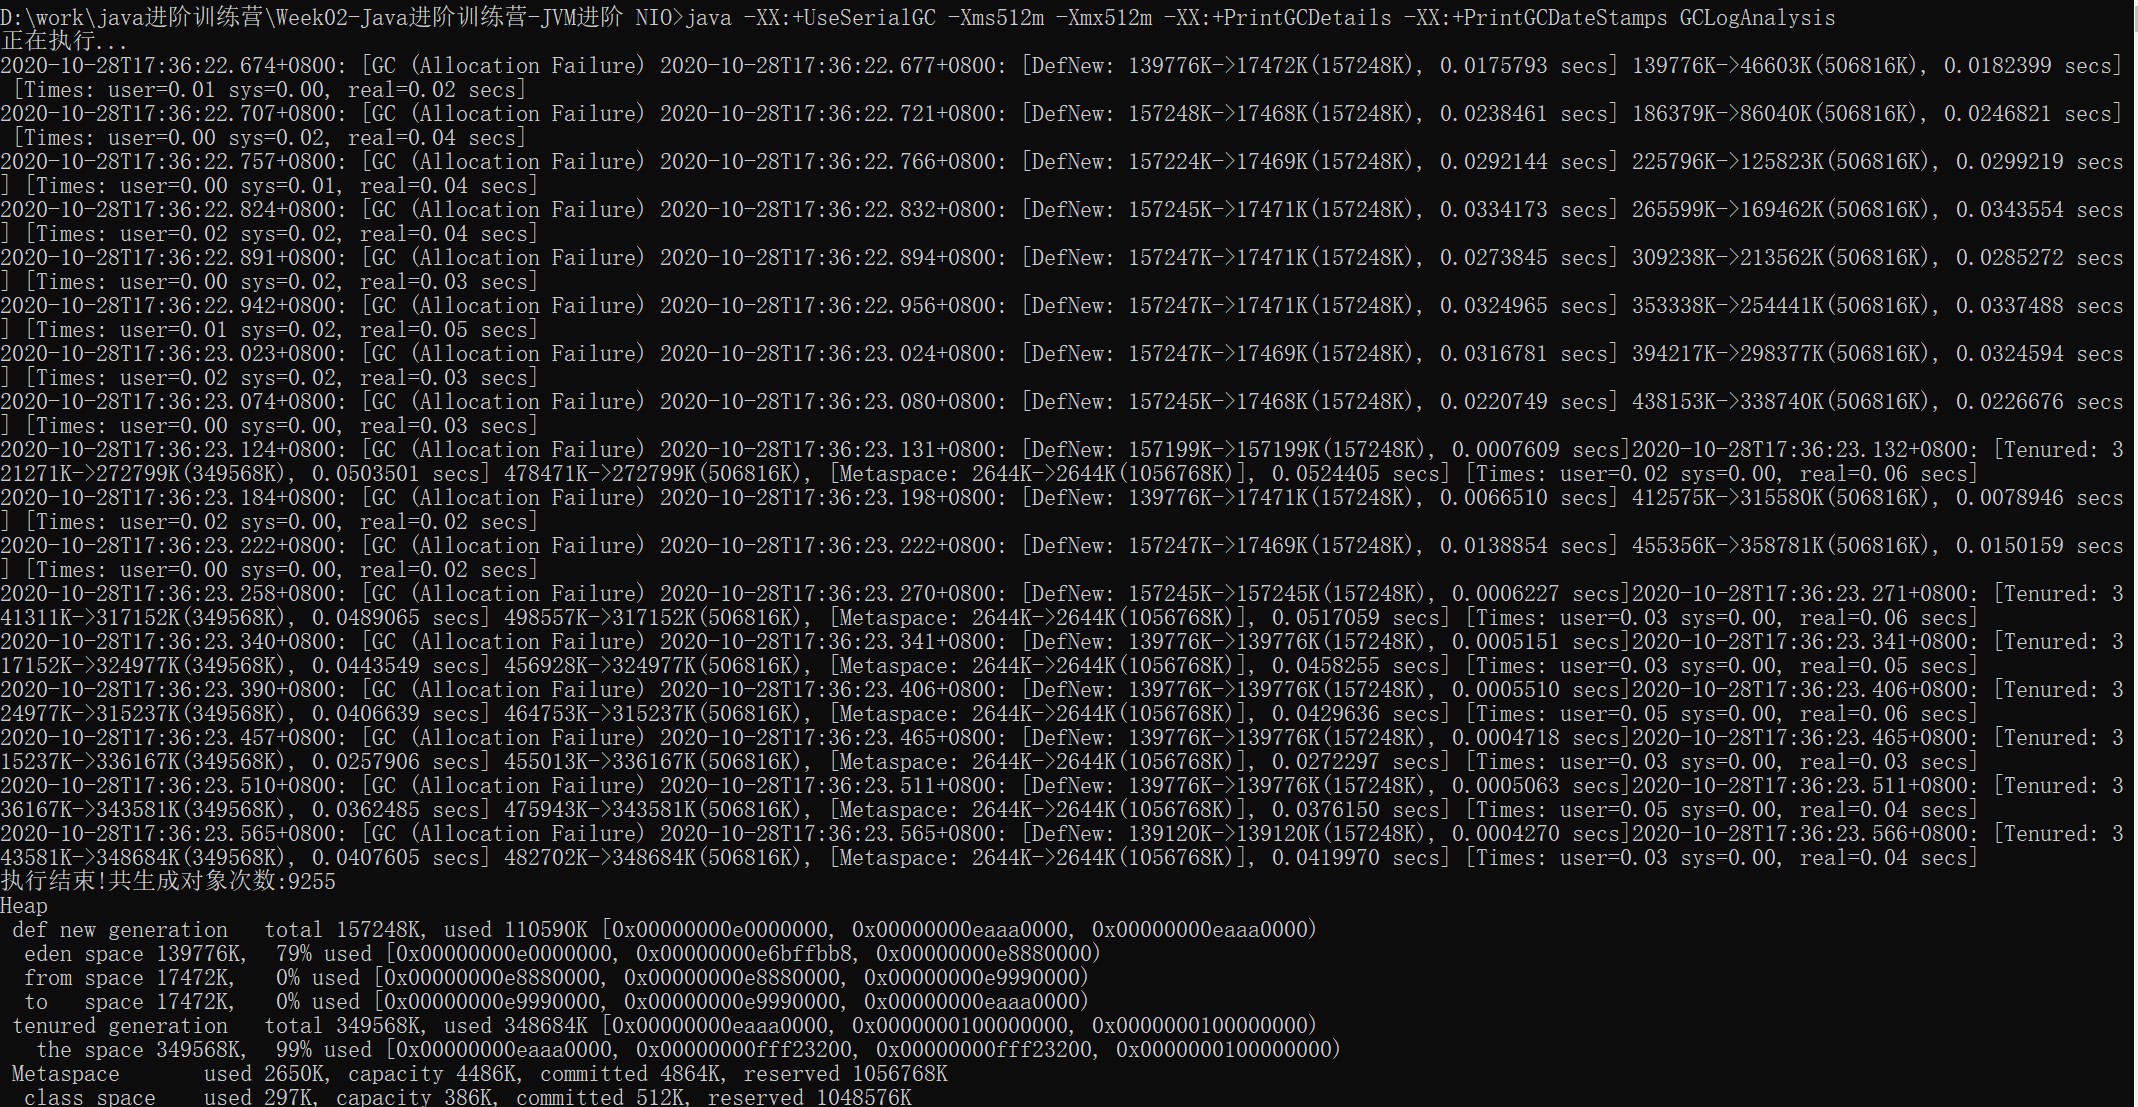 D:\work\java进阶训练营\Week02-Java进阶训练营-JVM进阶 NIO>java -XX:+UseSerialGC -Xms512m -Xmx512m -XX:+PrintGCDetails -XX:+PrintGCDateStamps GCLogAnalysis
正在执行...
2020-10-28T17:36:22.674+0800: [GC (Allocation Failure) 2020-10-28T17:36:22.677+0800: [DefNew: 139776K->17472K(157248K), 0.0175793 secs] 139776K->46603K(506816K), 0.0182399 secs]
 [Times: user=0.01 sys=0.00, real=0.02 secs]
2020-10-28T17:36:22.707+0800: [GC (Allocation Failure) 2020-10-28T17:36:22.721+0800: [DefNew: 157248K->17468K(157248K), 0.0238461 secs] 186379K->86040K(506816K), 0.0246821 secs]
 [Times: user=0.00 sys=0.02, real=0.04 secs]
2020-10-28T17:36:22.757+0800: [GC (Allocation Failure) 2020-10-28T17:36:22.766+0800: [DefNew: 157224K->17469K(157248K), 0.0292144 secs] 225796K->125823K(506816K), 0.0299219 secs
] [Times: user=0.00 sys=0.01, real=0.04 secs]
2020-10-28T17:36:22.824+0800: [GC (Allocation Failure) 2020-10-28T17:36:22.832+0800: [DefNew: 157245K->17471K(157248K), 0.0334173 secs] 265599K->169462K(506816K), 0.0343554 secs
] [Times: user=0.02 sys=0.02, real=0.04 secs]
2020-10-28T17:36:22.891+0800: [GC (Allocation Failure) 2020-10-28T17:36:22.894+0800: [DefNew: 157247K->17471K(157248K), 0.0273845 secs] 309238K->213562K(506816K), 0.0285272 secs
] [Times: user=0.00 sys=0.02, real=0.03 secs]
2020-10-28T17:36:22.942+0800: [GC (Allocation Failure) 2020-10-28T17:36:22.956+0800: [DefNew: 157247K->17471K(157248K), 0.0324965 secs] 353338K->254441K(506816K), 0.0337488 secs
] [Times: user=0.01 sys=0.02, real=0.05 secs]
2020-10-28T17:36:23.023+0800: [GC (Allocation Failure) 2020-10-28T17:36:23.024+0800: [DefNew: 157247K->17469K(157248K), 0.0316781 secs] 394217K->298377K(506816K), 0.0324594 secs
] [Times: user=0.02 sys=0.02, real=0.03 secs]
2020-10-28T17:36:23.074+0800: [GC (Allocation Failure) 2020-10-28T17:36:23.080+0800: [DefNew: 157245K->17468K(157248K), 0.0220749 secs] 438153K->338740K(506816K), 0.0226676 secs
] [Times: user=0.00 sys=0.00, real=0.03 secs]
2020-10-28T17:36:23.124+0800: [GC (Allocation Failure) 2020-10-28T17:36:23.131+0800: [DefNew: 157199K->157199K(157248K), 0.0007609 secs]2020-10-28T17:36:23.132+0800: [Tenured: 3
21271K->272799K(349568K), 0.0503501 secs] 478471K->272799K(506816K), [Metaspace: 2644K->2644K(1056768K)], 0.0524405 secs] [Times: user=0.02 sys=0.00, real=0.06 secs]
2020-10-28T17:36:23.184+0800: [GC (Allocation Failure) 2020-10-28T17:36:23.198+0800: [DefNew: 139776K->17471K(157248K), 0.0066510 secs] 412575K->315580K(506816K), 0.0078946 secs
] [Times: user=0.02 sys=0.00, real=0.02 secs]
2020-10-28T17:36:23.222+0800: [GC (Allocation Failure) 2020-10-28T17:36:23.222+0800: [DefNew: 157247K->17469K(157248K), 0.0138854 secs] 455356K->358781K(506816K), 0.0150159 secs
] [Times: user=0.00 sys=0.00, real=0.02 secs]
2020-10-28T17:36:23.258+0800: [GC (Allocation Failure) 2020-10-28T17:36:23.270+0800: [DefNew: 157245K->157245K(157248K), 0.0006227 secs]2020-10-28T17:36:23.271+0800: [Tenured: 3
41311K->317152K(349568K), 0.0489065 secs] 498557K->317152K(506816K), [Metaspace: 2644K->2644K(1056768K)], 0.0517059 secs] [Times: user=0.03 sys=0.00, real=0.06 secs]
2020-10-28T17:36:23.340+0800: [GC (Allocation Failure) 2020-10-28T17:36:23.341+0800: [DefNew: 139776K->139776K(157248K), 0.0005151 secs]2020-10-28T17:36:23.341+0800: [Tenured: 3
17152K->324977K(349568K), 0.0443549 secs] 456928K->324977K(506816K), [Metaspace: 2644K->2644K(1056768K)], 0.0458255 secs] [Times: user=0.03 sys=0.00, real=0.05 secs]
2020-10-28T17:36:23.390+0800: [GC (Allocation Failure) 2020-10-28T17:36:23.406+0800: [DefNew: 139776K->139776K(157248K), 0.0005510 secs]2020-10-28T17:36:23.406+0800: [Tenured: 3
24977K->315237K(349568K), 0.0406639 secs] 464753K->315237K(506816K), [Metaspace: 2644K->2644K(1056768K)], 0.0429636 secs] [Times: user=0.05 sys=0.00, real=0.06 secs]
2020-10-28T17:36:23.457+0800: [GC (Allocation Failure) 2020-10-28T17:36:23.465+0800: [DefNew: 139776K->139776K(157248K), 0.0004718 secs]2020-10-28T17:36:23.465+0800: [Tenured: 3
15237K->336167K(349568K), 0.0257906 secs] 455013K->336167K(506816K), [Metaspace: 2644K->2644K(1056768K)], 0.0272297 secs] [Times: user=0.03 sys=0.00, real=0.03 secs]
2020-10-28T17:36:23.510+0800: [GC (Allocation Failure) 2020-10-28T17:36:23.511+0800: [DefNew: 139776K->139776K(157248K), 0.0005063 secs]2020-10-28T17:36:23.511+0800: [Tenured: 3
36167K->343581K(349568K), 0.0362485 secs] 475943K->343581K(506816K), [Metaspace: 2644K->2644K(1056768K)], 0.0376150 secs] [Times: user=0.05 sys=0.00, real=0.04 secs]
2020-10-28T17:36:23.565+0800: [GC (Allocation Failure) 2020-10-28T17:36:23.565+0800: [DefNew: 139120K->139120K(157248K), 0.0004270 secs]2020-10-28T17:36:23.566+0800: [Tenured: 3
43581K->348684K(349568K), 0.0407605 secs] 482702K->348684K(506816K), [Metaspace: 2644K->2644K(1056768K)], 0.0419970 secs] [Times: user=0.03 sys=0.00, real=0.04 secs]
执行结束!共生成对象次数:9255
Heap
 def new generation   total 157248K, used 110590K [0x00000000e0000000, 0x00000000eaaa0000, 0x00000000eaaa0000)
  eden space 139776K,  79% used [0x00000000e0000000, 0x00000000e6bffbb8, 0x00000000e8880000)
  from space 17472K,   0% used [0x00000000e8880000, 0x00000000e8880000, 0x00000000e9990000)
  to   space 17472K,   0% used [0x00000000e9990000, 0x00000000e9990000, 0x00000000eaaa0000)
 tenured generation   total 349568K, used 348684K [0x00000000eaaa0000, 0x0000000100000000, 0x0000000100000000)
   the space 349568K,  99% used [0x00000000eaaa0000, 0x00000000fff23200, 0x00000000fff23200, 0x0000000100000000)
 Metaspace       used 2650K, capacity 4486K, committed 4864K, reserved 1056768K
  class space    used 297K, capacity 386K, committed 512K, reserved 1048576K